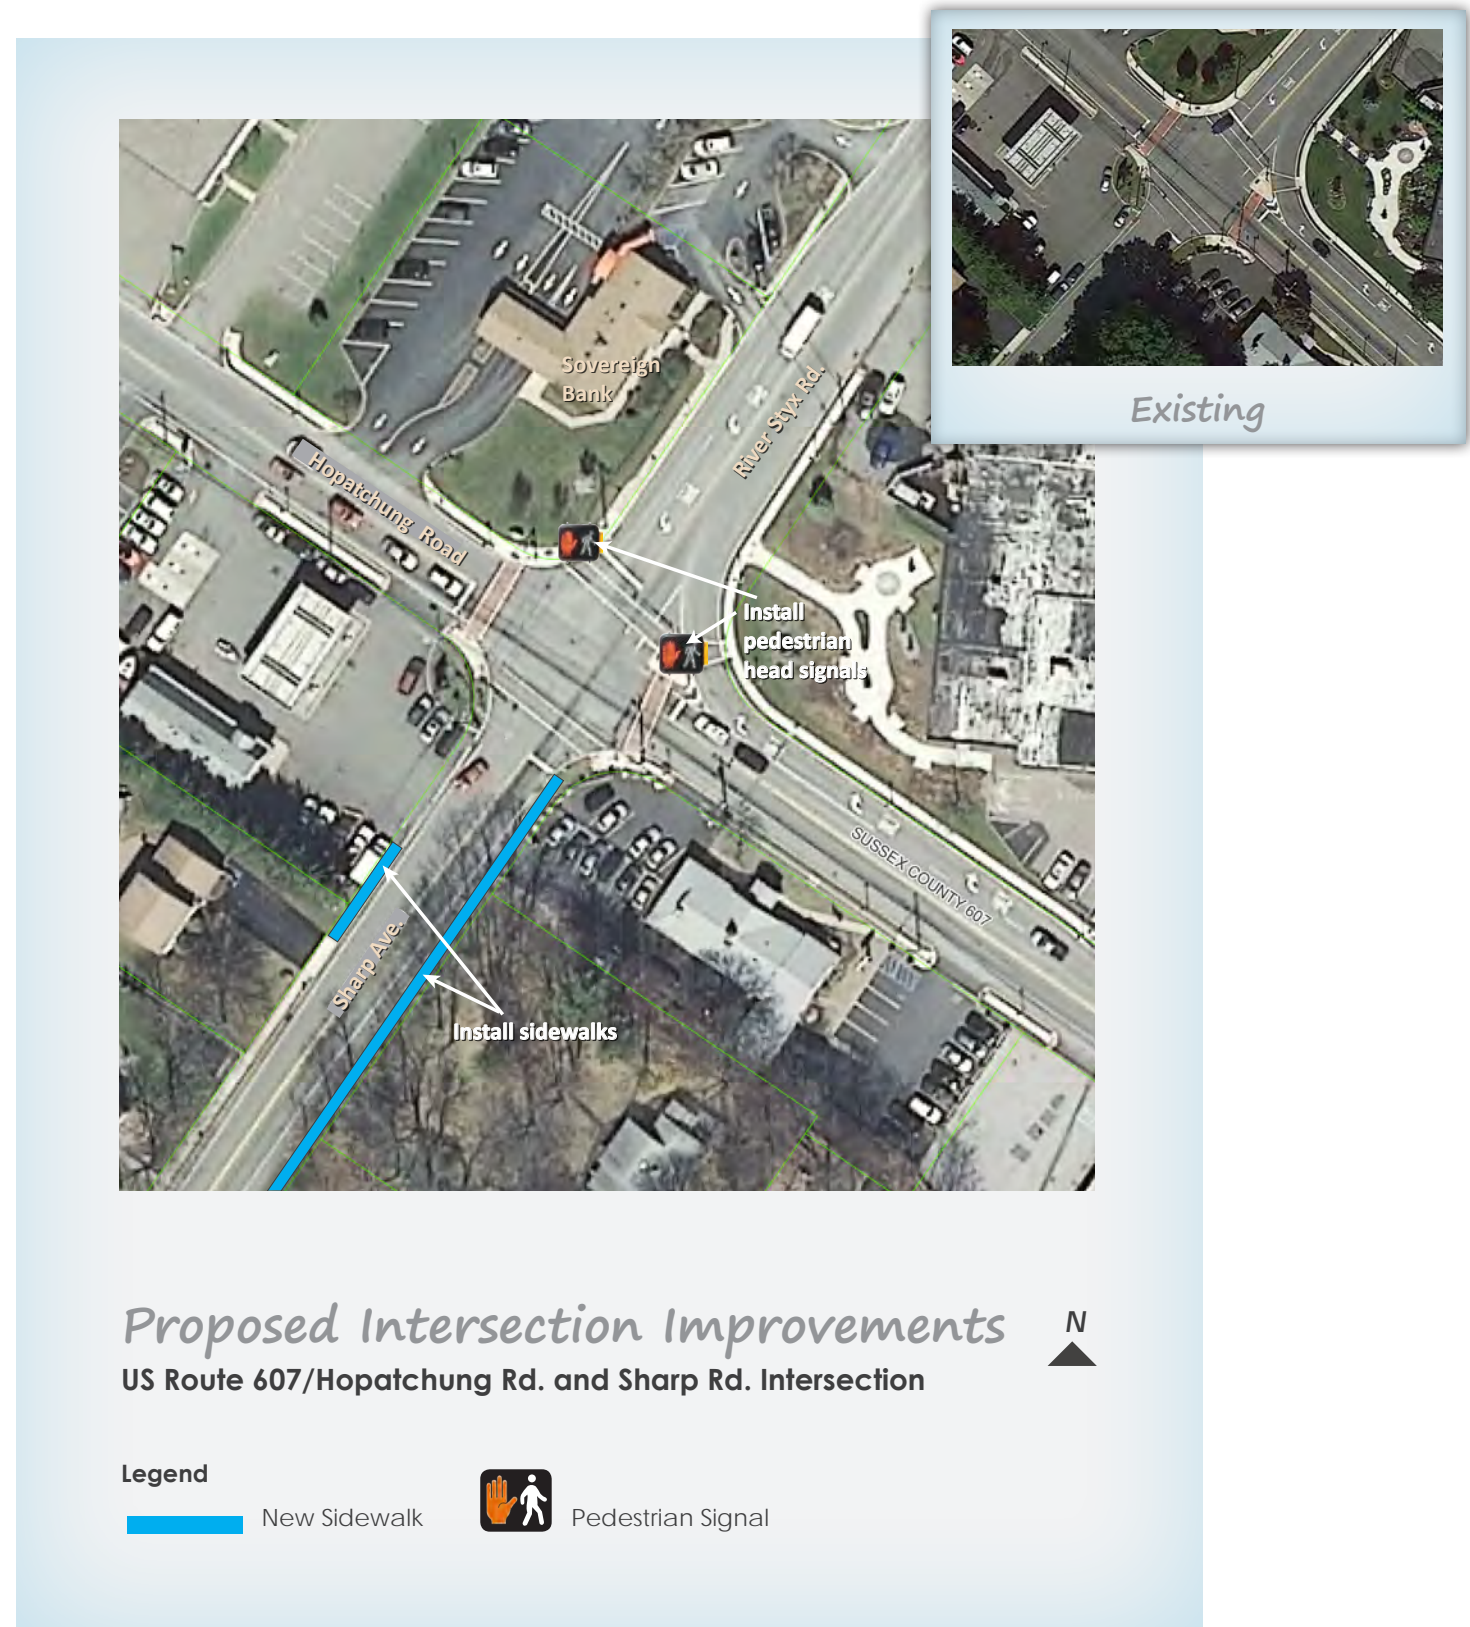 Existing
Sovereign
Bank
River Styx Rd.
Hopatchung Road
Install
pedestrian
head signals
SUSSEX COUNTY 607
Sharp Ave.
Install sidewalks
Proposed Intersection Improvements
N
US Route 607/Hopatchung Rd. and Sharp Rd. Intersection
Legend
New Sidewalk
Pedestrian Signal